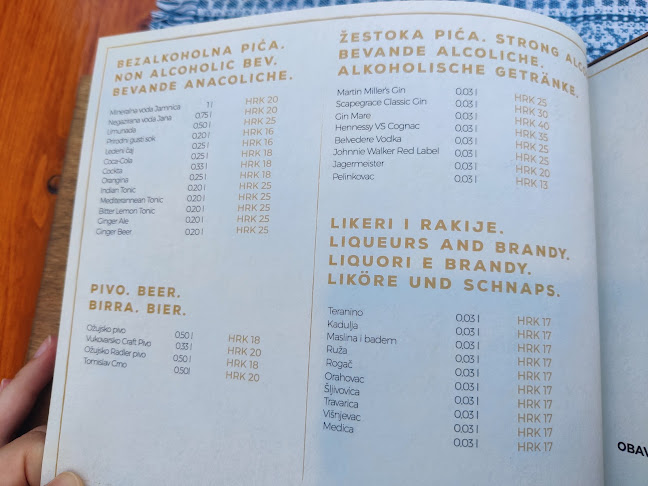 BEZALKOHOLNA PIĆA.
NON ALCOHOLIC BEV.
BEVANDE ANACOLICHE.
Mineralna voda Jamnica 1 l HRK 20
Negazirana voda Jana 0,75 l HRK 20
Limunada 0,50 l HRK 25
Prirodni gusti sok 0,20 l HRK 16
Ledeni čaj 0,25 l HRK 16
Coca-Cola 0,25 l HRK 18
Cockta 0,33 l HRK 18
Orangina 0,25 l HRK 18
Indian Tonic 0,20 l HRK 25
Mediterannean Tonic 0,20 l HRK 25
Bitter Lemon Tonic 0,20 l HRK 25
Ginger Ale 0,20 l HRK 25
Ginger Beer 0,20 l HRK 25
PIVO. BEER.
BIRRA. BIER.
Ožujsko pivo 0,50 l HRK 18
Vukovarsko Craft Pivo 0,33 l HRK 20
Ožujsko Radler pivo 0,50 l HRK 18
Tomislav Crno 0,50l HRK 20
ŽESTOKA PIĆA. STRONG ALCO
BEVANDE ALCOLICHE.
ALKOHOLISCHE GETRÄNKE.
Martin Miller's Gin 0,03 l HRK 25
Scapegrace Classic Gin 0,03 l HRK 30
Gin Mare 0,03 l HRK 40
Hennessy VS Cognac 0,03 l HRK 35
Belvedere Vodka 0,03 l HRK 25
Johnnie Walker Red Label 0,03 l HRK 25
Jagermeister 0,03 l HRK 20
Pelinkovac 0,03 l HRK 13
LIKERI I RAKIJE.
LIQUEURS AND BRANDY.
LIQUORI E BRANDY.
LIKÖRE UND SCHNAPS.
Teranino 0,03 l HRK 17
Kadulja 0,03 l HRK 17
Maslina i badem 0,03 l HRK 17
Ruža 0,03 l HRK 17
Rogač 0,03 l HRK 17
Orahovac 0,03 l HRK 17
Šljivovica 0,03 l HRK 17
Travarica 0,03 l HRK 17
Višnjevac 0,03 l HRK 17
Medica 0,03 l HRK 17
OBAV